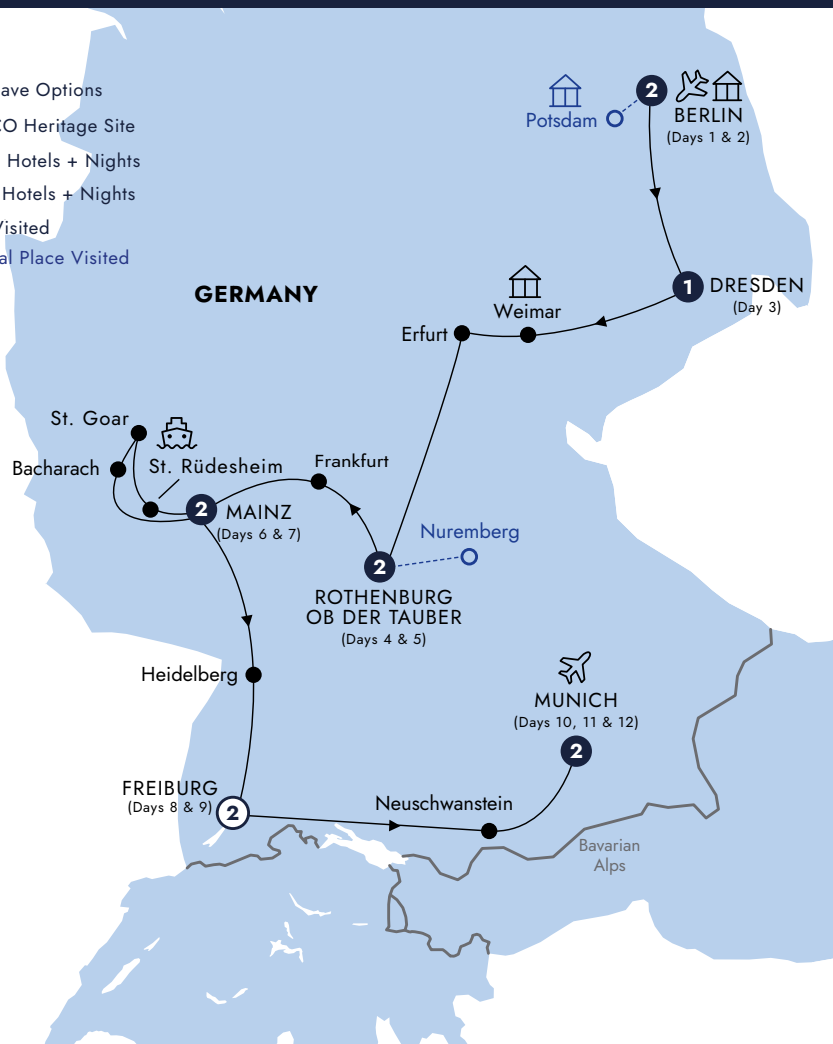 ave Options
O Heritage Site
Hotels + Nights
Hotels + Nights
Visited
al Place Visited
Potsdam
2
BERLIN
(Days 1 & 2)
GERMANY
1
DRESDEN
(Day 3)
Weimar
Erfurt
St. Goar
Bacharach
St. Rüdesheim
Frankfurt
2
MAINZ
(Days 6 & 7)
Nuremberg
2
ROTHENBURG
OB DER TAUBER
(Days 4 & 5)
Heidelberg
MUNICH
(Days 10, 11 & 12)
2
FREIBURG
(Days 8 & 9)
2
Neuschwanstein
Bavarian
Alps